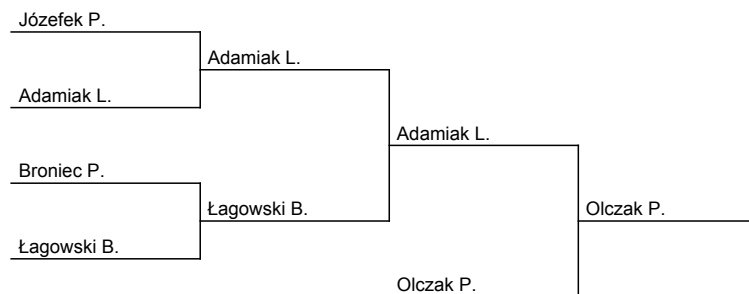 Józefek P.
Adamiak L.
Adamiak L.
Adamiak L.
Broniec P.
Łagowski B.
Olczak P.
Łagowski B.
Olczak P.